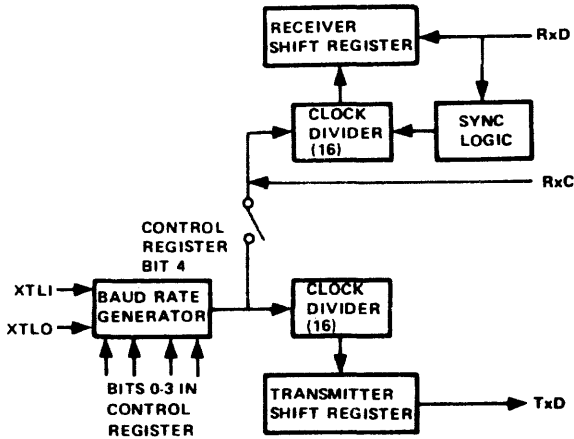 RECEIVER
SHIFT REGISTER
RxD
CLOCK
DIVIDER
(16)
SYNC
LOGIC
RxC
CONTROL
REGISTER
BIT 4
XTLI
XTLO
BAUD RATE
GENERATOR
CLOCK
DIVIDER
(16)
BITS 0-3 IN
CONTROL
REGISTER
TRANSMITTER
SHIFT REGISTER
TxD